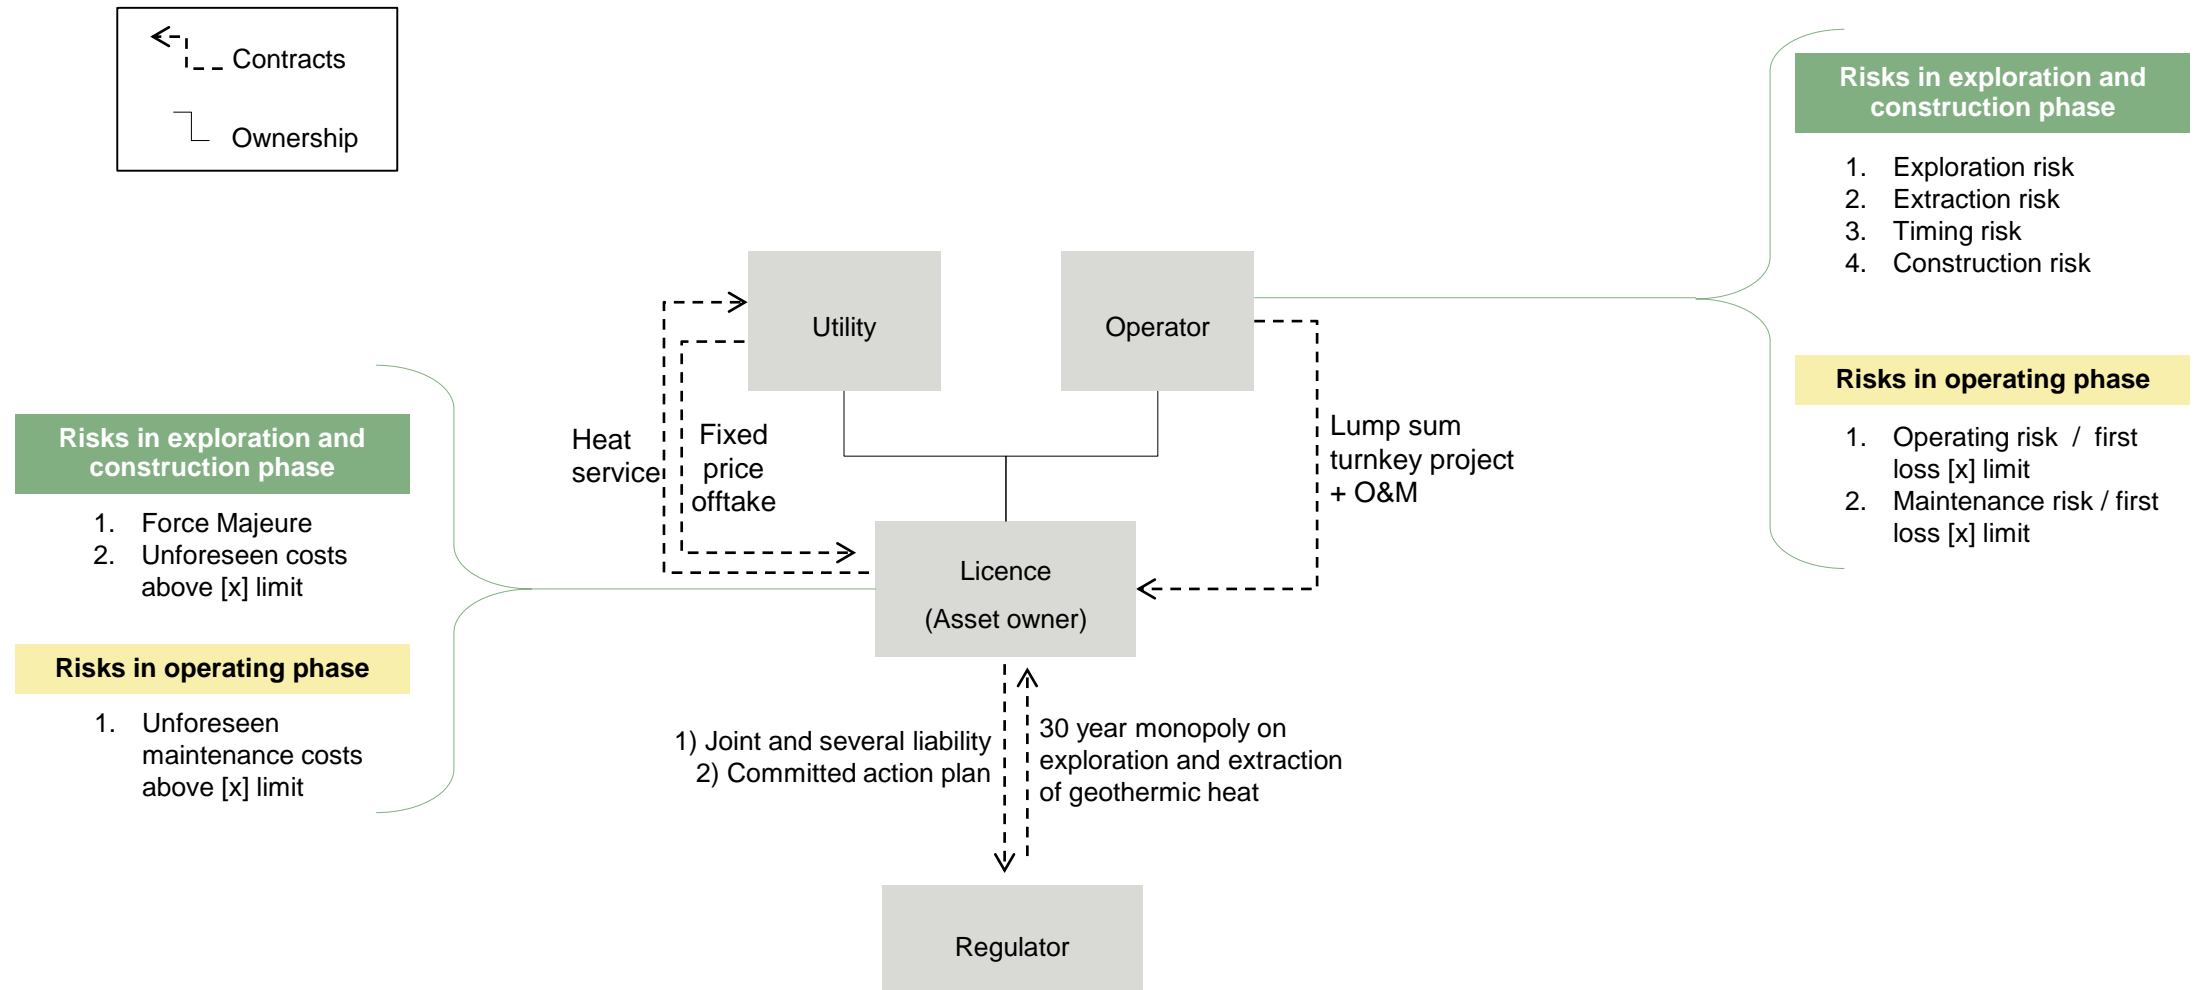 Contracts
Ownership
Risks in exploration and
construction phase
1. Exploration risk
2. Extraction risk
3. Timing risk
4. Construction risk
Risks in operating phase
1. Operating risk / first
loss [x] limit
2. Maintenance risk / first
loss [x] limit
Utility
Operator
Heat
service
Fixed
price
offtake
Lump sum
turnkey project
+ O&M
Risks in exploration and
construction phase
1. Force Majeure
2. Unforeseen costs
above [x] limit
Risks in operating phase
1. Unforeseen
maintenance costs
above [x] limit
Licence
(Asset owner)
1) Joint and several liability
2) Committed action plan
30 year monopoly on
exploration and extraction
of geothermic heat
Regulator